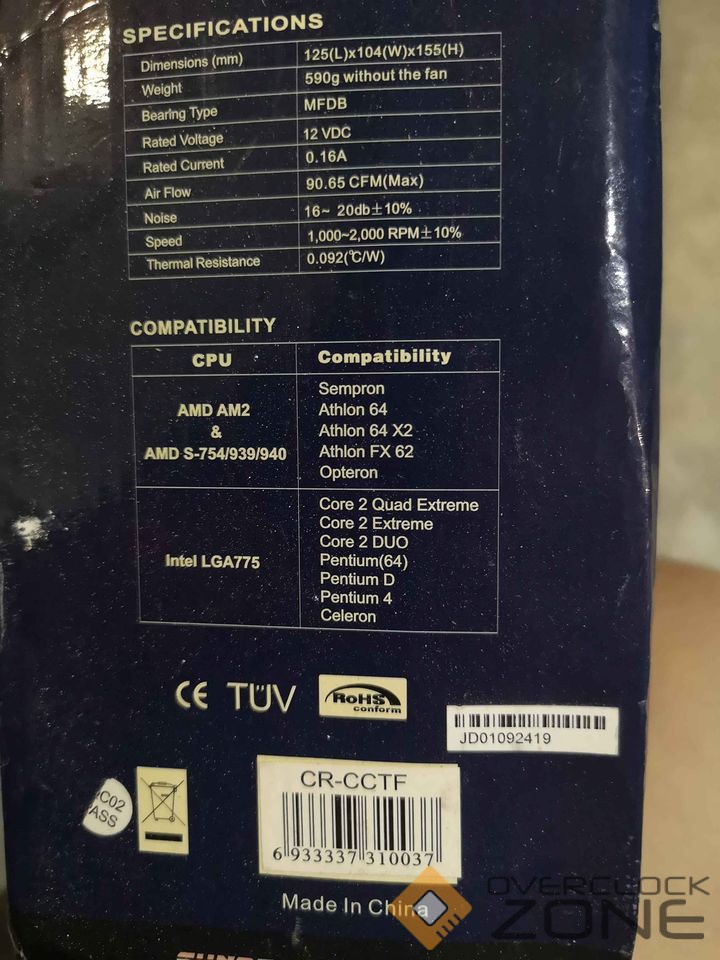 SPECIFICATIONS
Dimensions (mm) 125(L)x104(W)x155(H)
Weight 590g without the fan
Bearing Type MFDB
Rated Voltage 12 VDC
Rated Current 0.16A
Air Flow 90.65 CFM(Max)
Noise 16~ 20db±10%
Speed 1,000~2,000 RPM±10%
Thermal Resistance 0.092(℃/W)
COMPATIBILITY
CPU Compatibility
AMD AM2
&
AMD S-754/939/940
Sempron
Athlon 64
Athlon 64 X2
Athlon FX 62
Opteron
Intel LGA775
Core 2 Quad Extreme
Core 2 Extreme
Core 2 DUO
Pentium(64)
Pentium D
Pentium 4
Celeron
CE TÜV RoHS
conform
JD01092419
CR-CCTF
6 933337 310037
Made In China
OVERCLOCK
ZONE